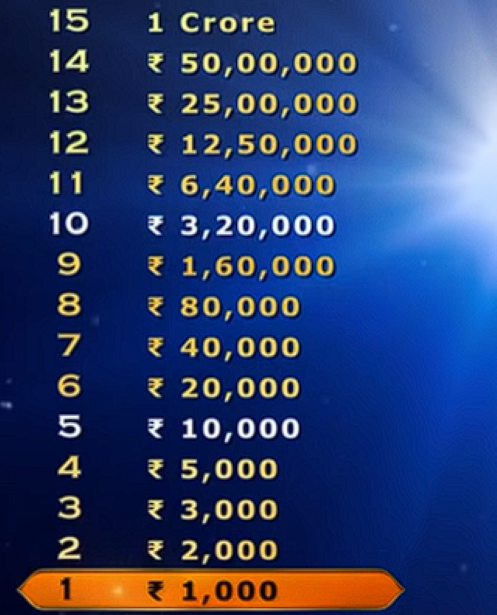 15 1 Crore
14 ₹ 50,00,000
13 ₹ 25,00,000
12 ₹ 12,50,000
11 ₹ 6,40,000
10 ₹ 3,20,000
9 ₹ 1,60,000
8 ₹ 80,000
7 ₹ 40,000
6 ₹ 20,000
5 ₹ 10,000
4 ₹ 5,000
3 ₹ 3,000
2 ₹ 2,000
1 ₹ 1,000